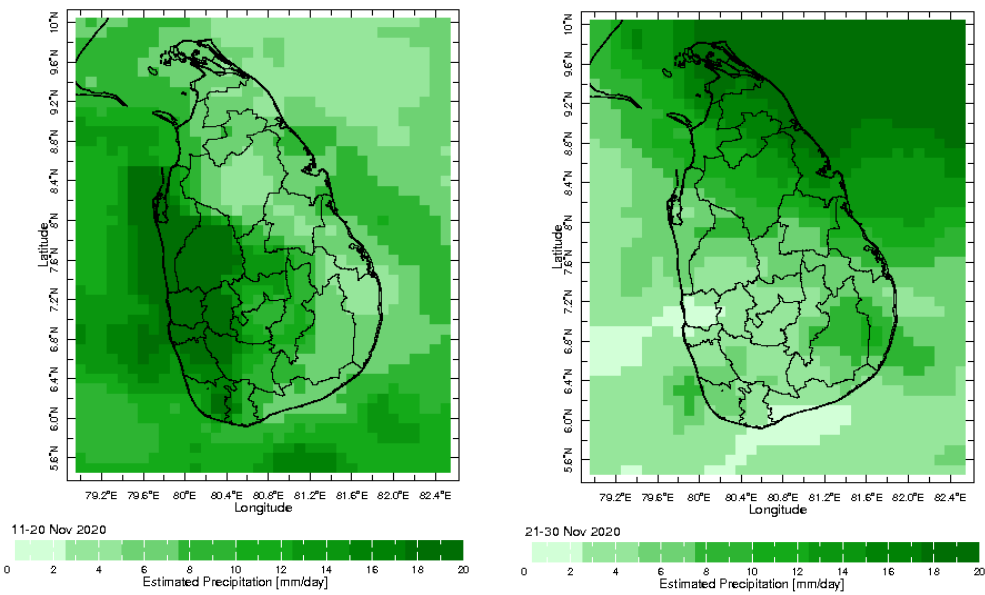 10°N
9.6°N
9.2°N
8.8°N
8.4°N
8°N
7.6°N
7.2°N
6.8°N
6.4°N
6.0°N
5.6°N
Latitude
79.2°E 79.6°E 80°E 80.4°E 80.8°E 81.2°E 81.6°E 82.0°E 82.4°E
Longitude
11-20 Nov 2020
0 2 4 6 8 10 12 14 16 18 20
Estimated Precipitation [mm/day]
10°N
9.6°N
9.2°N
8.8°N
8.4°N
8°N
7.6°N
7.2°N
6.8°N
6.4°N
6.0°N
5.6°N
Latitude
79.2°E 79.6°E 80°E 80.4°E 80.8°E 81.2°E 81.6°E 82.0°E 82.4°E
Longitude
21-30 Nov 2020
0 2 4 6 8 10 12 14 16 18 20
Estimated Precipitation [mm/day]